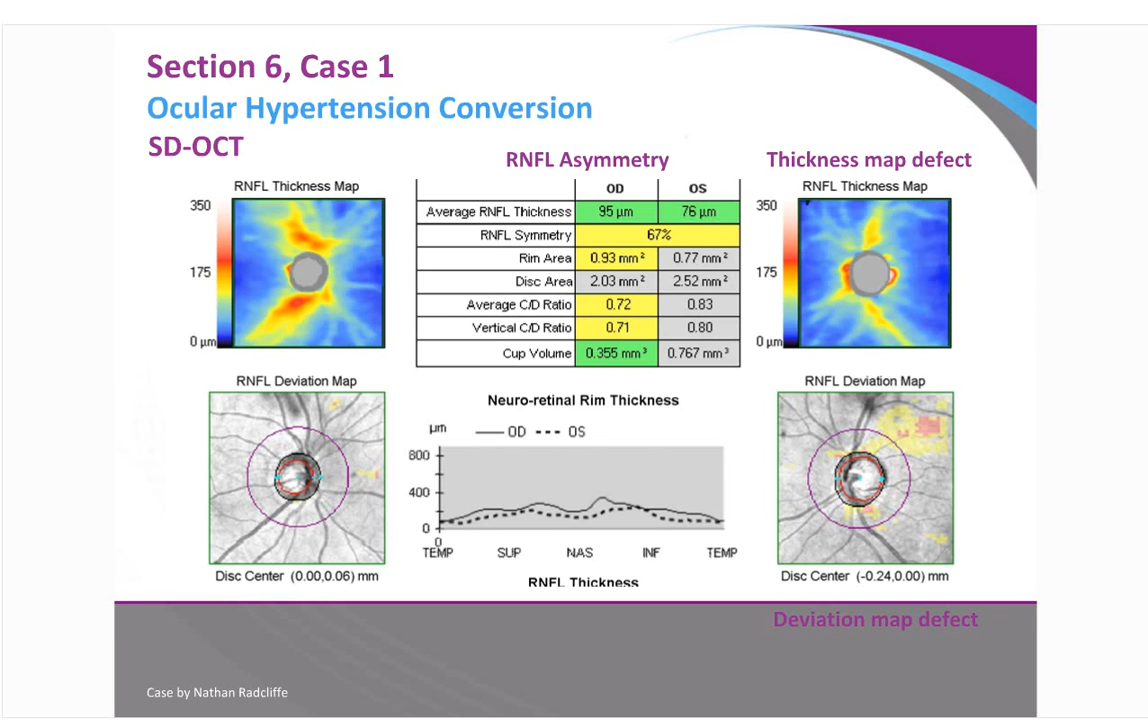 Section 6, Case 1
Ocular Hypertension Conversion
SD-OCT
RNFL Asymmetry
Thickness map defect
RNFL Thickness Map
350
175
0 µm
OD OS
Average RNFL Thickness 95 µm 76 µm
RNFL Symmetry 67%
Rim Area 0.93 mm² 0.77 mm²
Disc Area 2.03 mm² 2.52 mm²
Average C/D Ratio 0.72 0.83
Vertical C/D Ratio 0.71 0.80
Cup Volume 0.355 mm³ 0.767 mm³
RNFL Thickness Map
350
175
0 µm
RNFL Deviation Map
Disc Center (0.00,0.06) mm
Neuro-retinal Rim Thickness
µm OD OS
800
400
0
0
TEMP SUP NAS INF TEMP
RNFL Thickness
RNFL Deviation Map
Disc Center (-0.24,0.00) mm
Deviation map defect
Case by Nathan Radcliffe